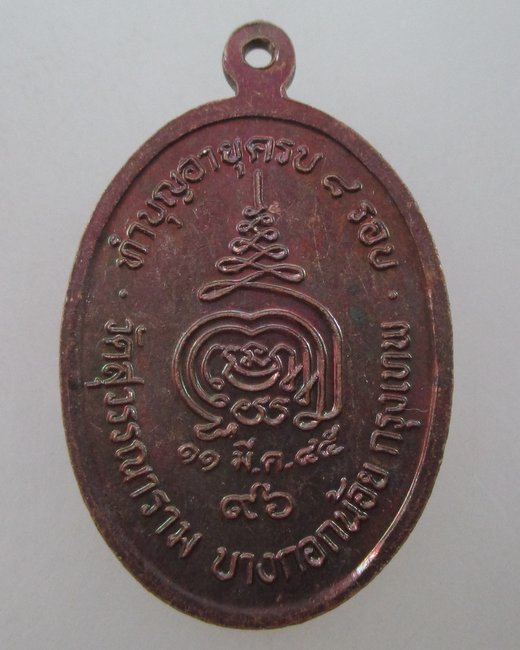 ทำบุญอายุครบ ๘ รอบ
๑๑ มี.ค.๔๕
๙๖
วัดสุวรรณาราม บางกอกน้อย กรุงเทพ